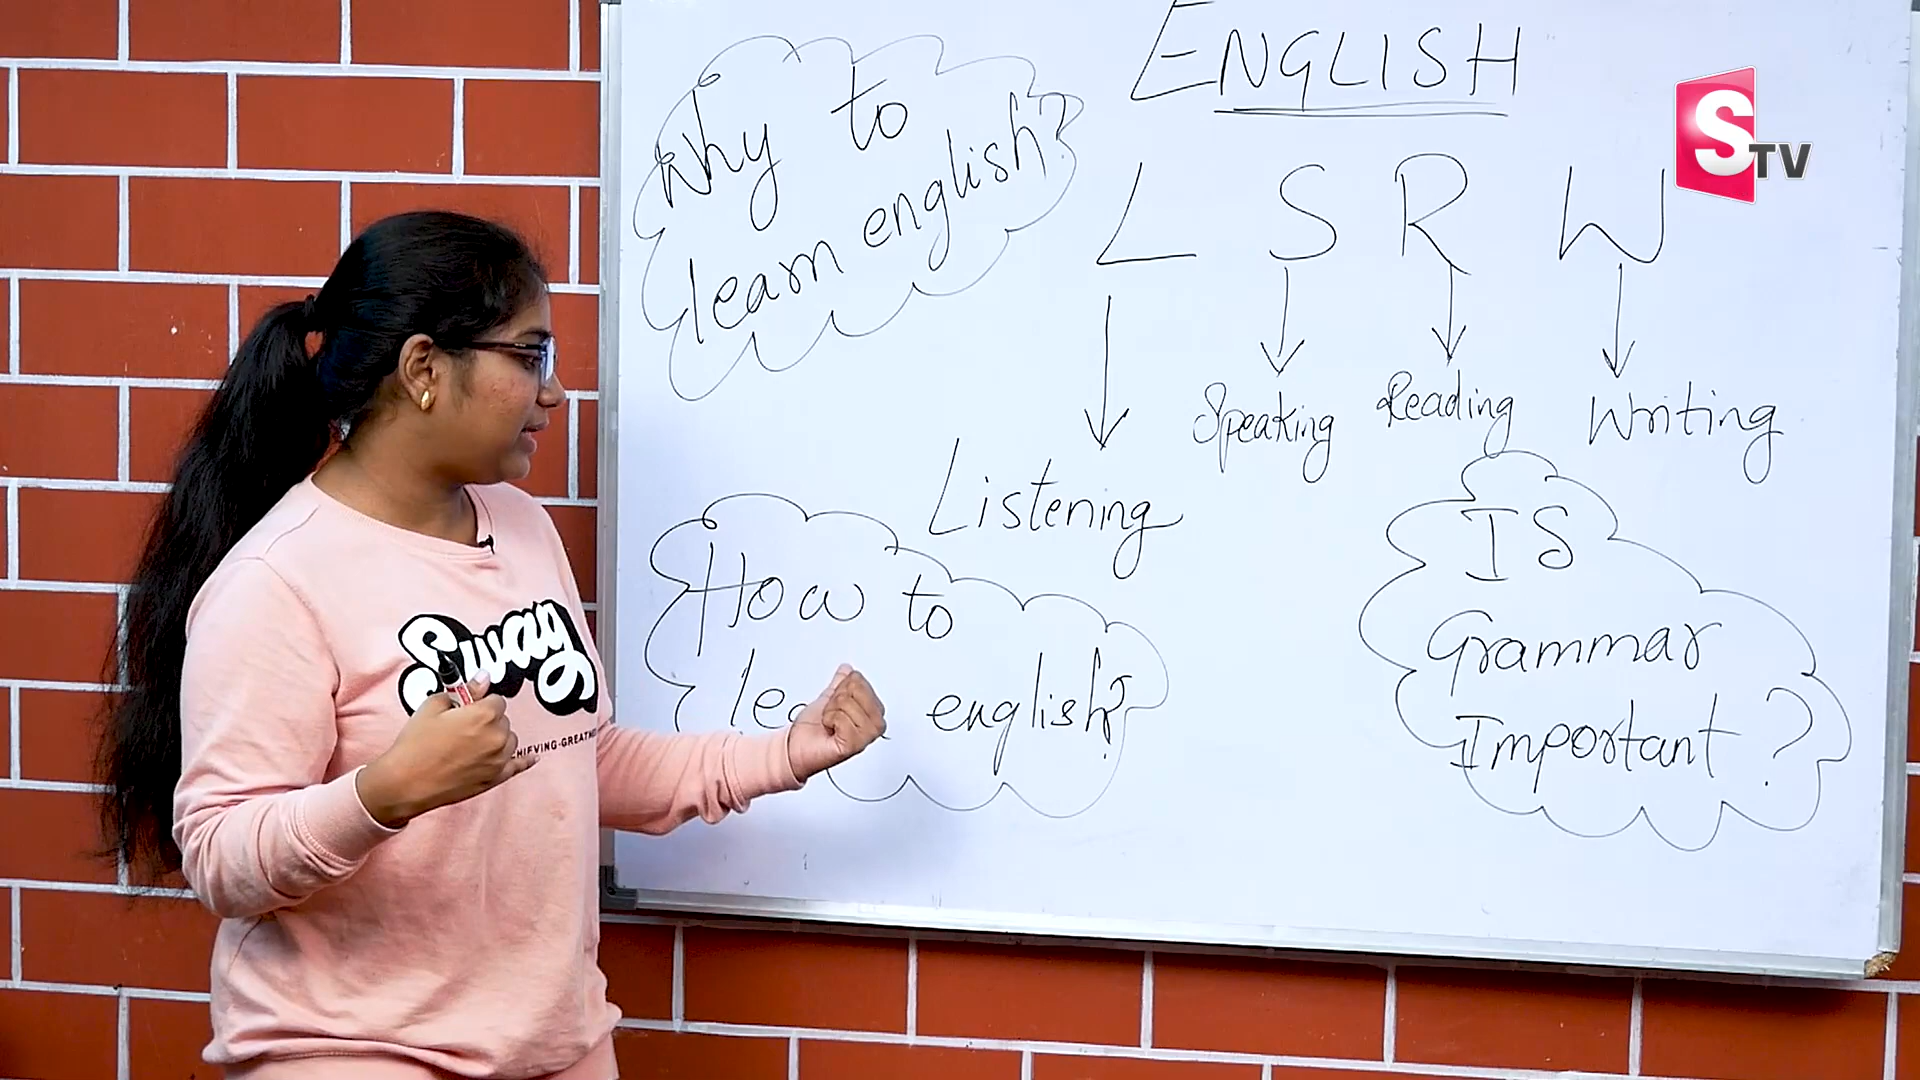 ENGLISH
Why to
learn english?
L S R W
Speaking Reading Writing
Listening
How to
english?
IS
Grammar
Important ?
Swag
STV